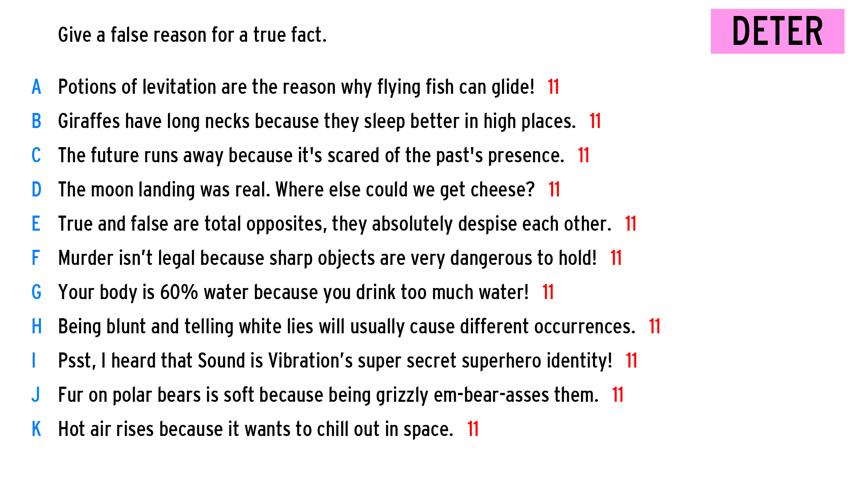 Give a false reason for a true fact.
DETER
A Potions of levitation are the reason why flying fish can glide! 11
B Giraffes have long necks because they sleep better in high places. 11
C The future runs away because it's scared of the past's presence. 11
D The moon landing was real. Where else could we get cheese? 11
E True and false are total opposites, they absolutely despise each other. 11
F Murder isn’t legal because sharp objects are very dangerous to hold! 11
G Your body is 60% water because you drink too much water! 11
H Being blunt and telling white lies will usually cause different occurrences. 11
I Psst, I heard that Sound is Vibration’s super secret superhero identity! 11
J Fur on polar bears is soft because being grizzly em-bear-asses them. 11
K Hot air rises because it wants to chill out in space. 11